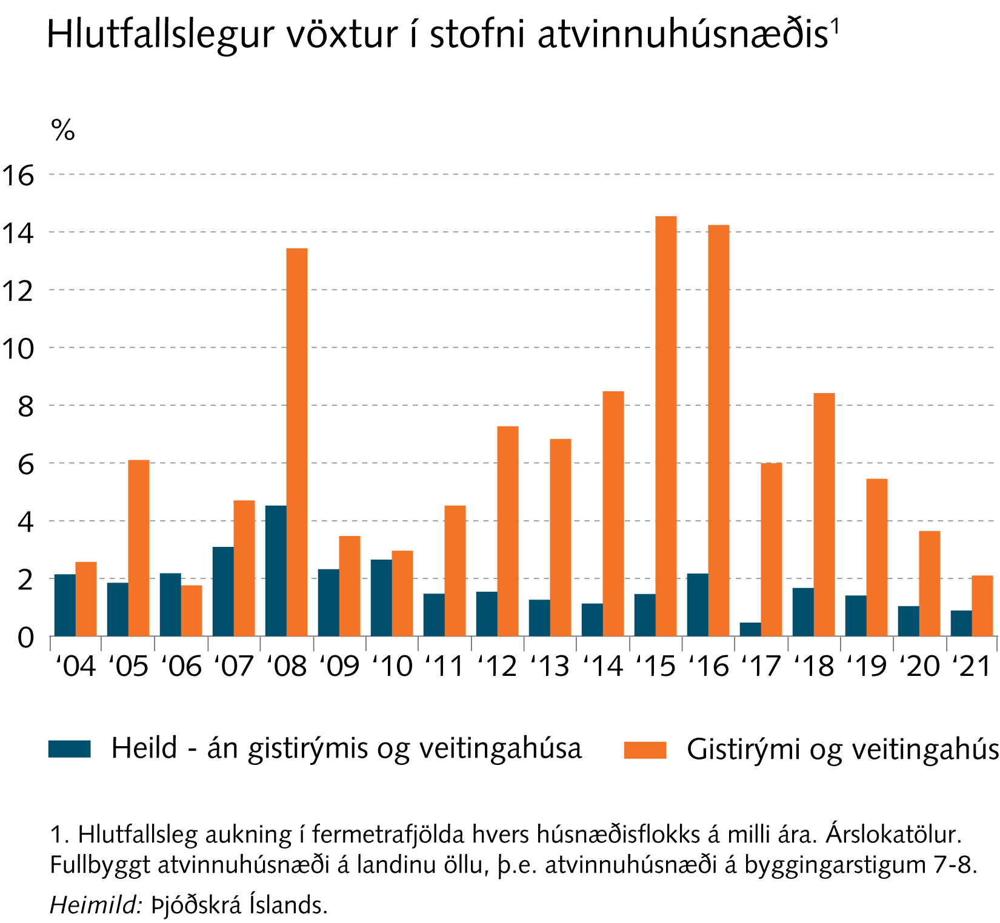 Hlutfallslegur vöxtur í stofni atvinnuhúsnæðis¹
%
16
14
12
10
8
6
4
2
0
‘04 ‘05 ‘06 ‘07 ‘08 ‘09 ‘10 ‘11 ‘12 ‘13 ‘14 ‘15 ‘16 ‘17 ‘18 ‘19 ‘20 ‘21
Heild - án gistirýmis og veitingahúsa Gistirými og veitingahús
1. Hlutfallsleg aukning í fermetrafjölda hvers húsnæðisflokks á milli ára. Árslokatölur.
Fullbyggt atvinnuhúsnæði á landinu öllu, þ.e. atvinnuhúsnæði á byggingarstigum 7-8.
Heimild: Þjóðskrá Íslands.